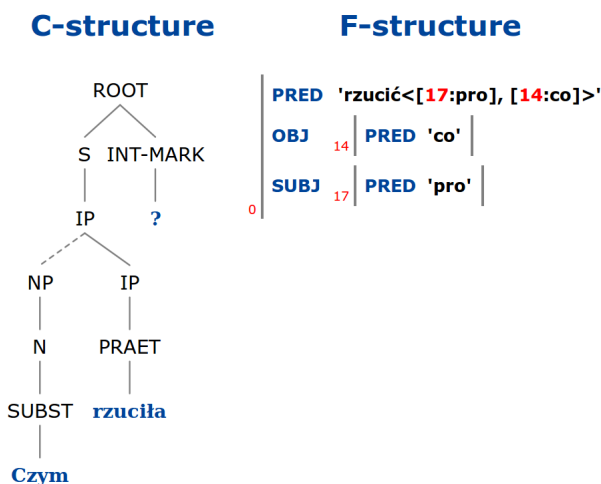 C-structure F-structure
ROOT
PRED 'rzucić<[17:pro], [14:co]>'
OBJ 14 PRED 'co'
S INT-MARK
SUBJ 17 PRED 'pro'
0
IP ?
NP IP
N PRAET
SUBST rzuciła
Czym